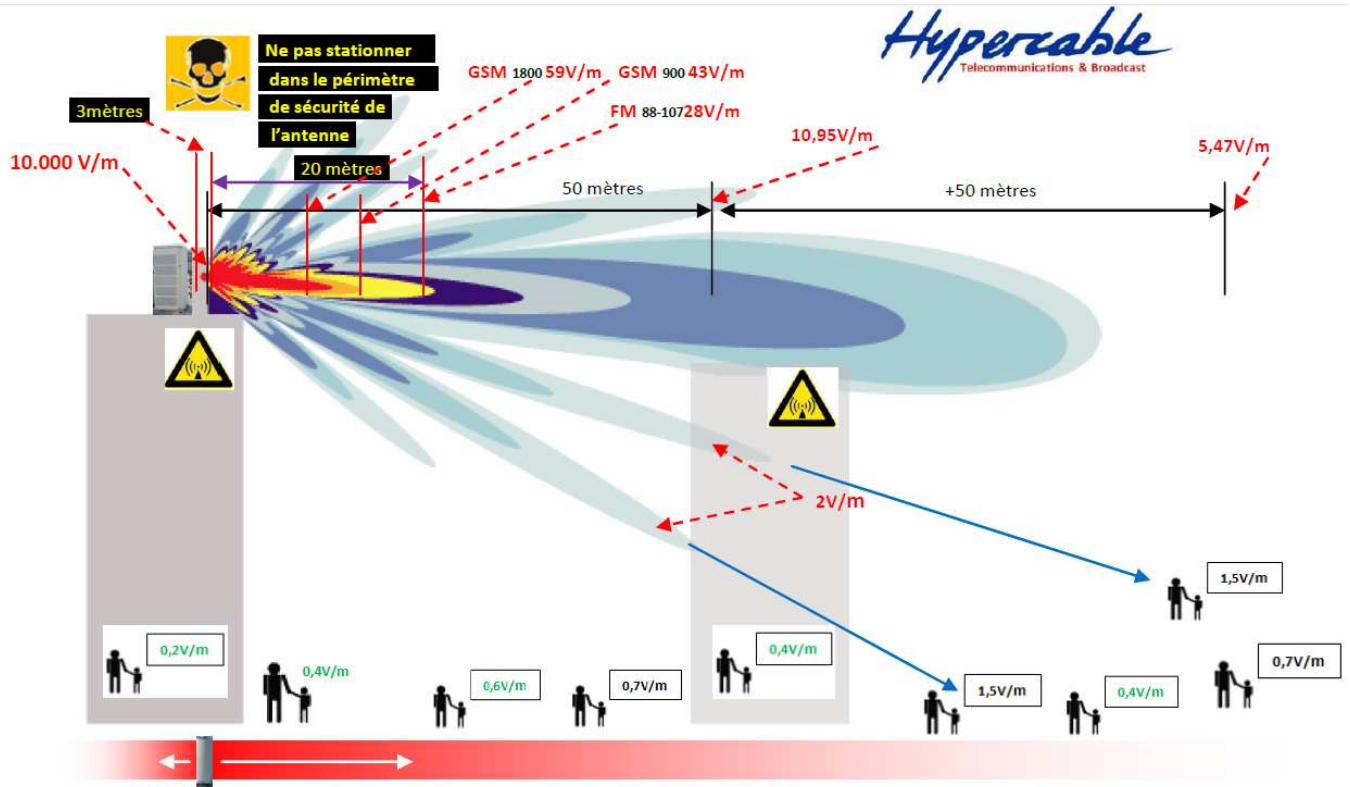 Hypercable
Telecommunications & Broadcast
Ne pas stationner
dans le périmètre
de sécurité de
l'antenne
GSM 1800 59V/m
GSM 900 43V/m
FM 88-10728V/m
3mètres
10.000 V/m
20 mètres
10,95V/m
5,47V/m
50 mètres
+50 mètres
2V/m
1,5V/m
0,2V/m
0,4V/m
0,6V/m
0,7V/m
0,4V/m
1,5V/m
0,4V/m
0,7V/m